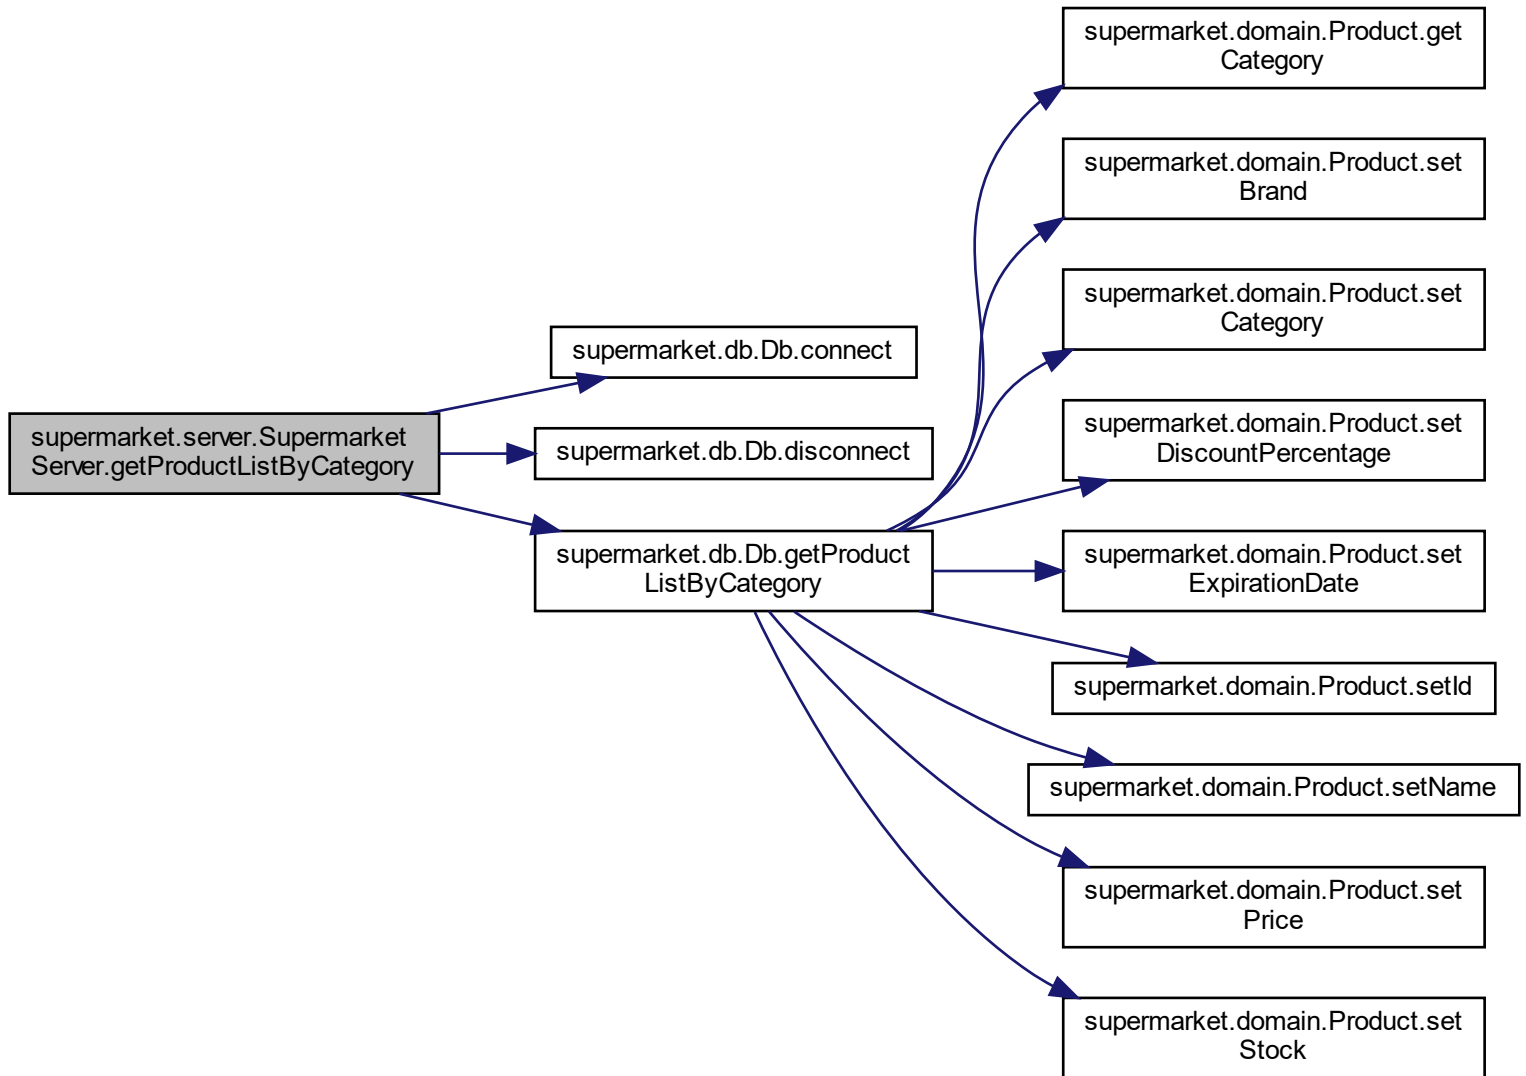 supermarket.server.Supermarket
Server.getProductListByCategory
supermarket.db.Db.connect
supermarket.db.Db.disconnect
supermarket.db.Db.getProduct
ListByCategory
supermarket.domain.Product.get
Category
supermarket.domain.Product.set
Brand
supermarket.domain.Product.set
Category
supermarket.domain.Product.set
DiscountPercentage
supermarket.domain.Product.set
ExpirationDate
supermarket.domain.Product.setId
supermarket.domain.Product.setName
supermarket.domain.Product.set
Price
supermarket.domain.Product.set
Stock